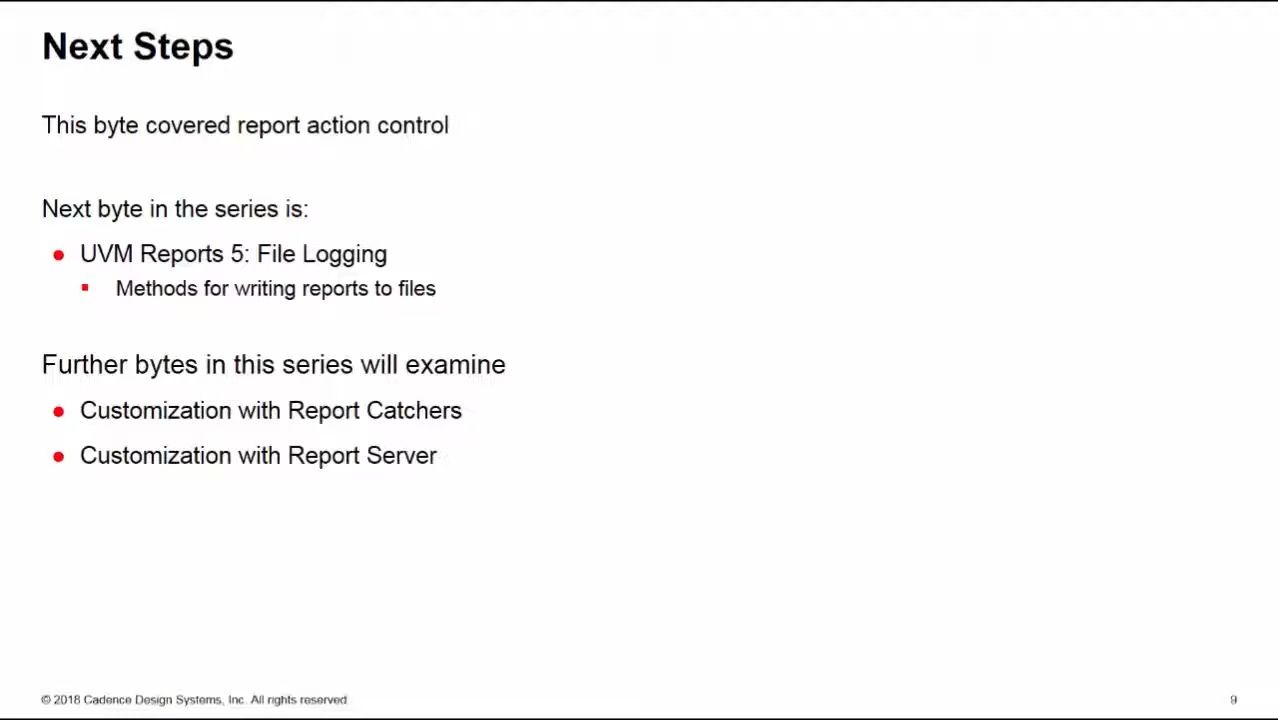 Next Steps
This byte covered report action control
Next byte in the series is:
UVM Reports 5: File Logging
Methods for writing reports to files
Further bytes in this series will examine
Customization with Report Catchers
Customization with Report Server
© 2018 Cadence Design Systems, Inc. All rights reserved
9